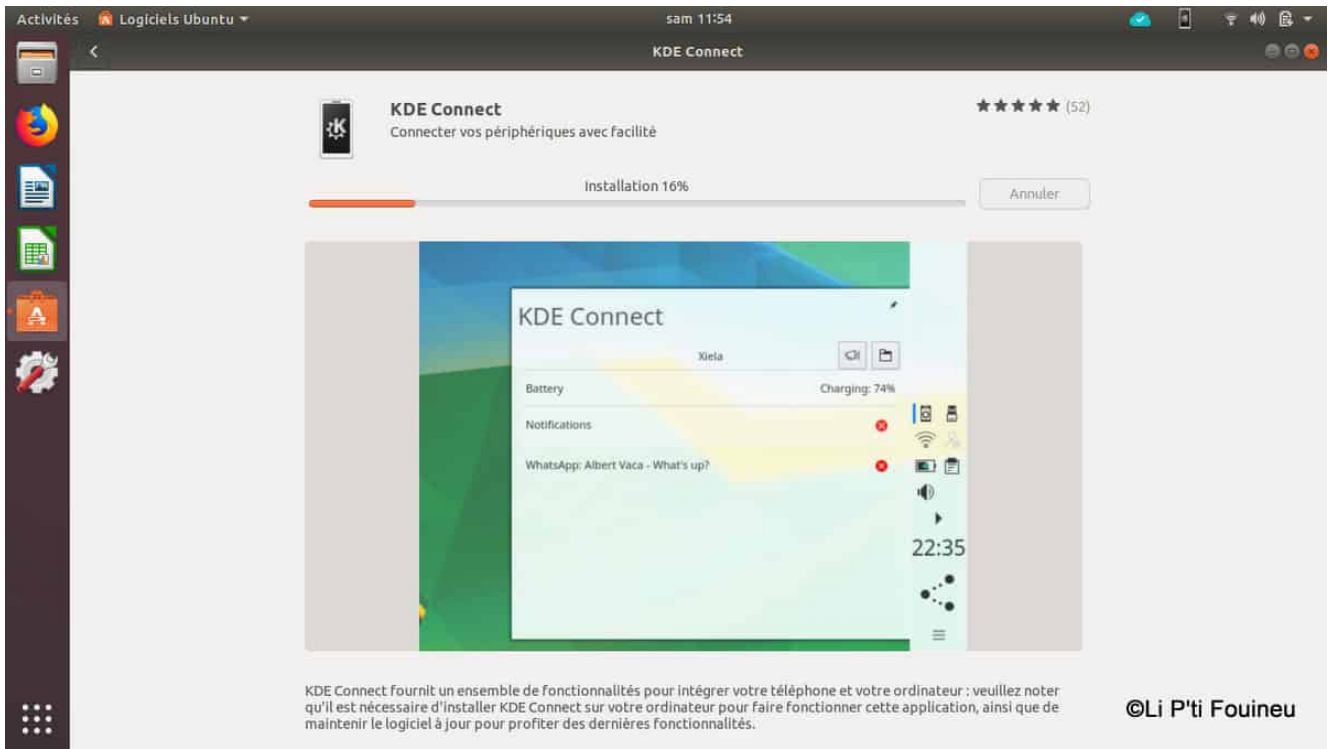 Activités Logiciels Ubuntu sam 11:54
KDE Connect
KDE Connect
(52)
Connecter vos périphériques avec facilité
Installation 16%
Annuler
KDE Connect
Xiela
Battery Charging: 74%
Notifications
WhatsApp: Albert Vaca - What's up?
22:35
KDE Connect fournit un ensemble de fonctionnalités pour intégrer votre téléphone et votre ordinateur : veuillez noter
qu'il est nécessaire d'installer KDE Connect sur votre ordinateur pour faire fonctionner cette application, ainsi que de
maintenir le logiciel à jour pour profiter des dernières fonctionnalités.
©Li P'ti Fouineu